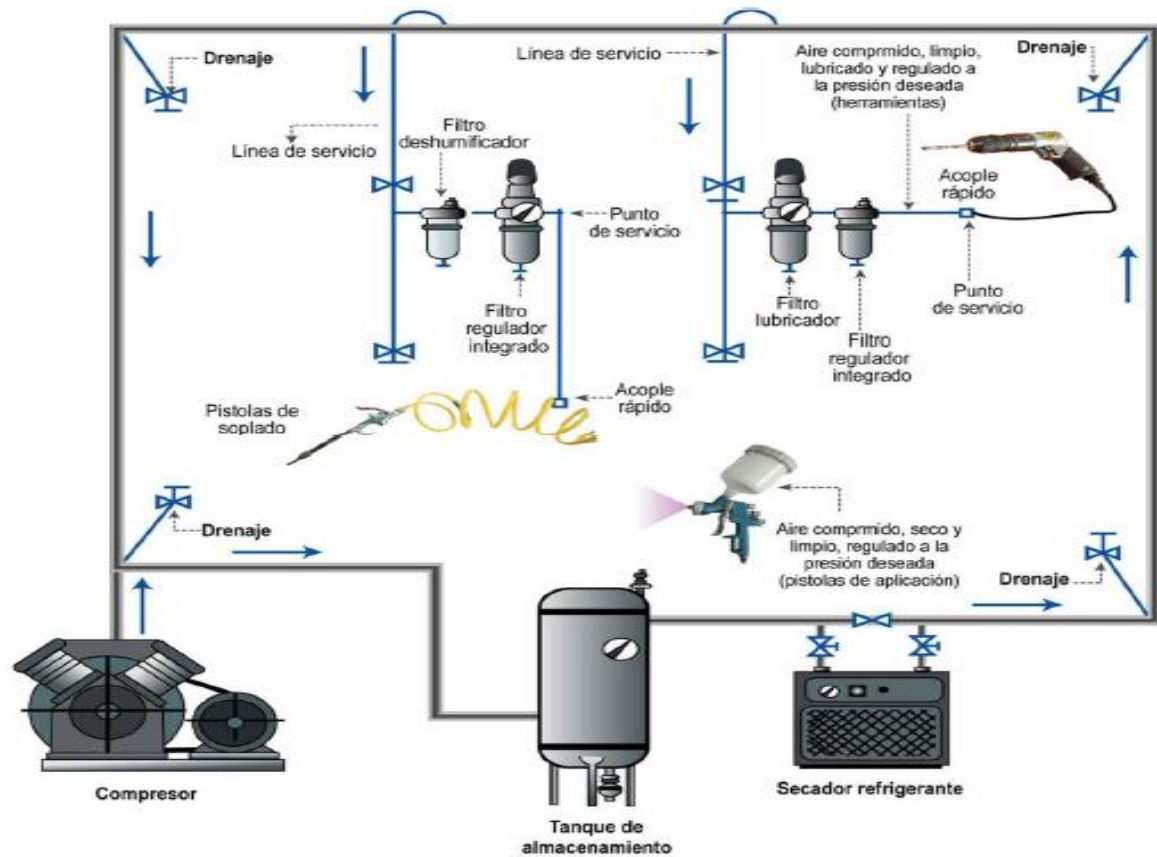 Drenaje
Línea de servicio
Filtro
deshumificador
Punto
de servicio
Filtro
regulador
integrado
Acople
rápido
Pistolas de
soplado
Línea de servicio
Aire comprmido, limpio,
lubricado y regulado a
la presión deseada
(herramientas)
Drenaje
Acople
rápido
Punto
de servicio
Filtro
lubricador
Filtro
regulador
integrado
Drenaje
Aire comprmido, seco y
limpio, regulado a la
presión deseada
(pistolas de aplicación)
Drenaje
Compresor
Tanque de
almacenamiento
Secador refrigerante